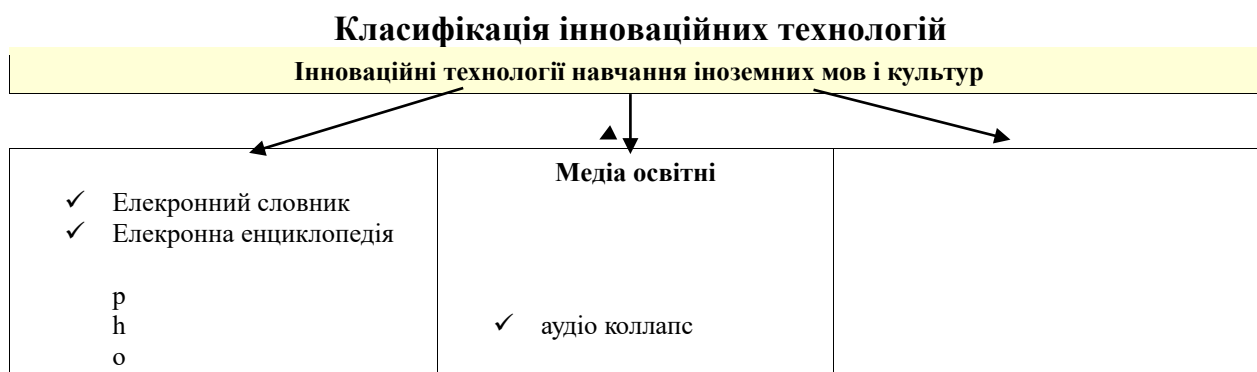 Класифікація інноваційних технологій
Інноваційні технології навчання іноземних мов і культур
Елекронний словник
Елекронна енциклопедія
p
h
o
Медіа освітні
аудіо коллапс